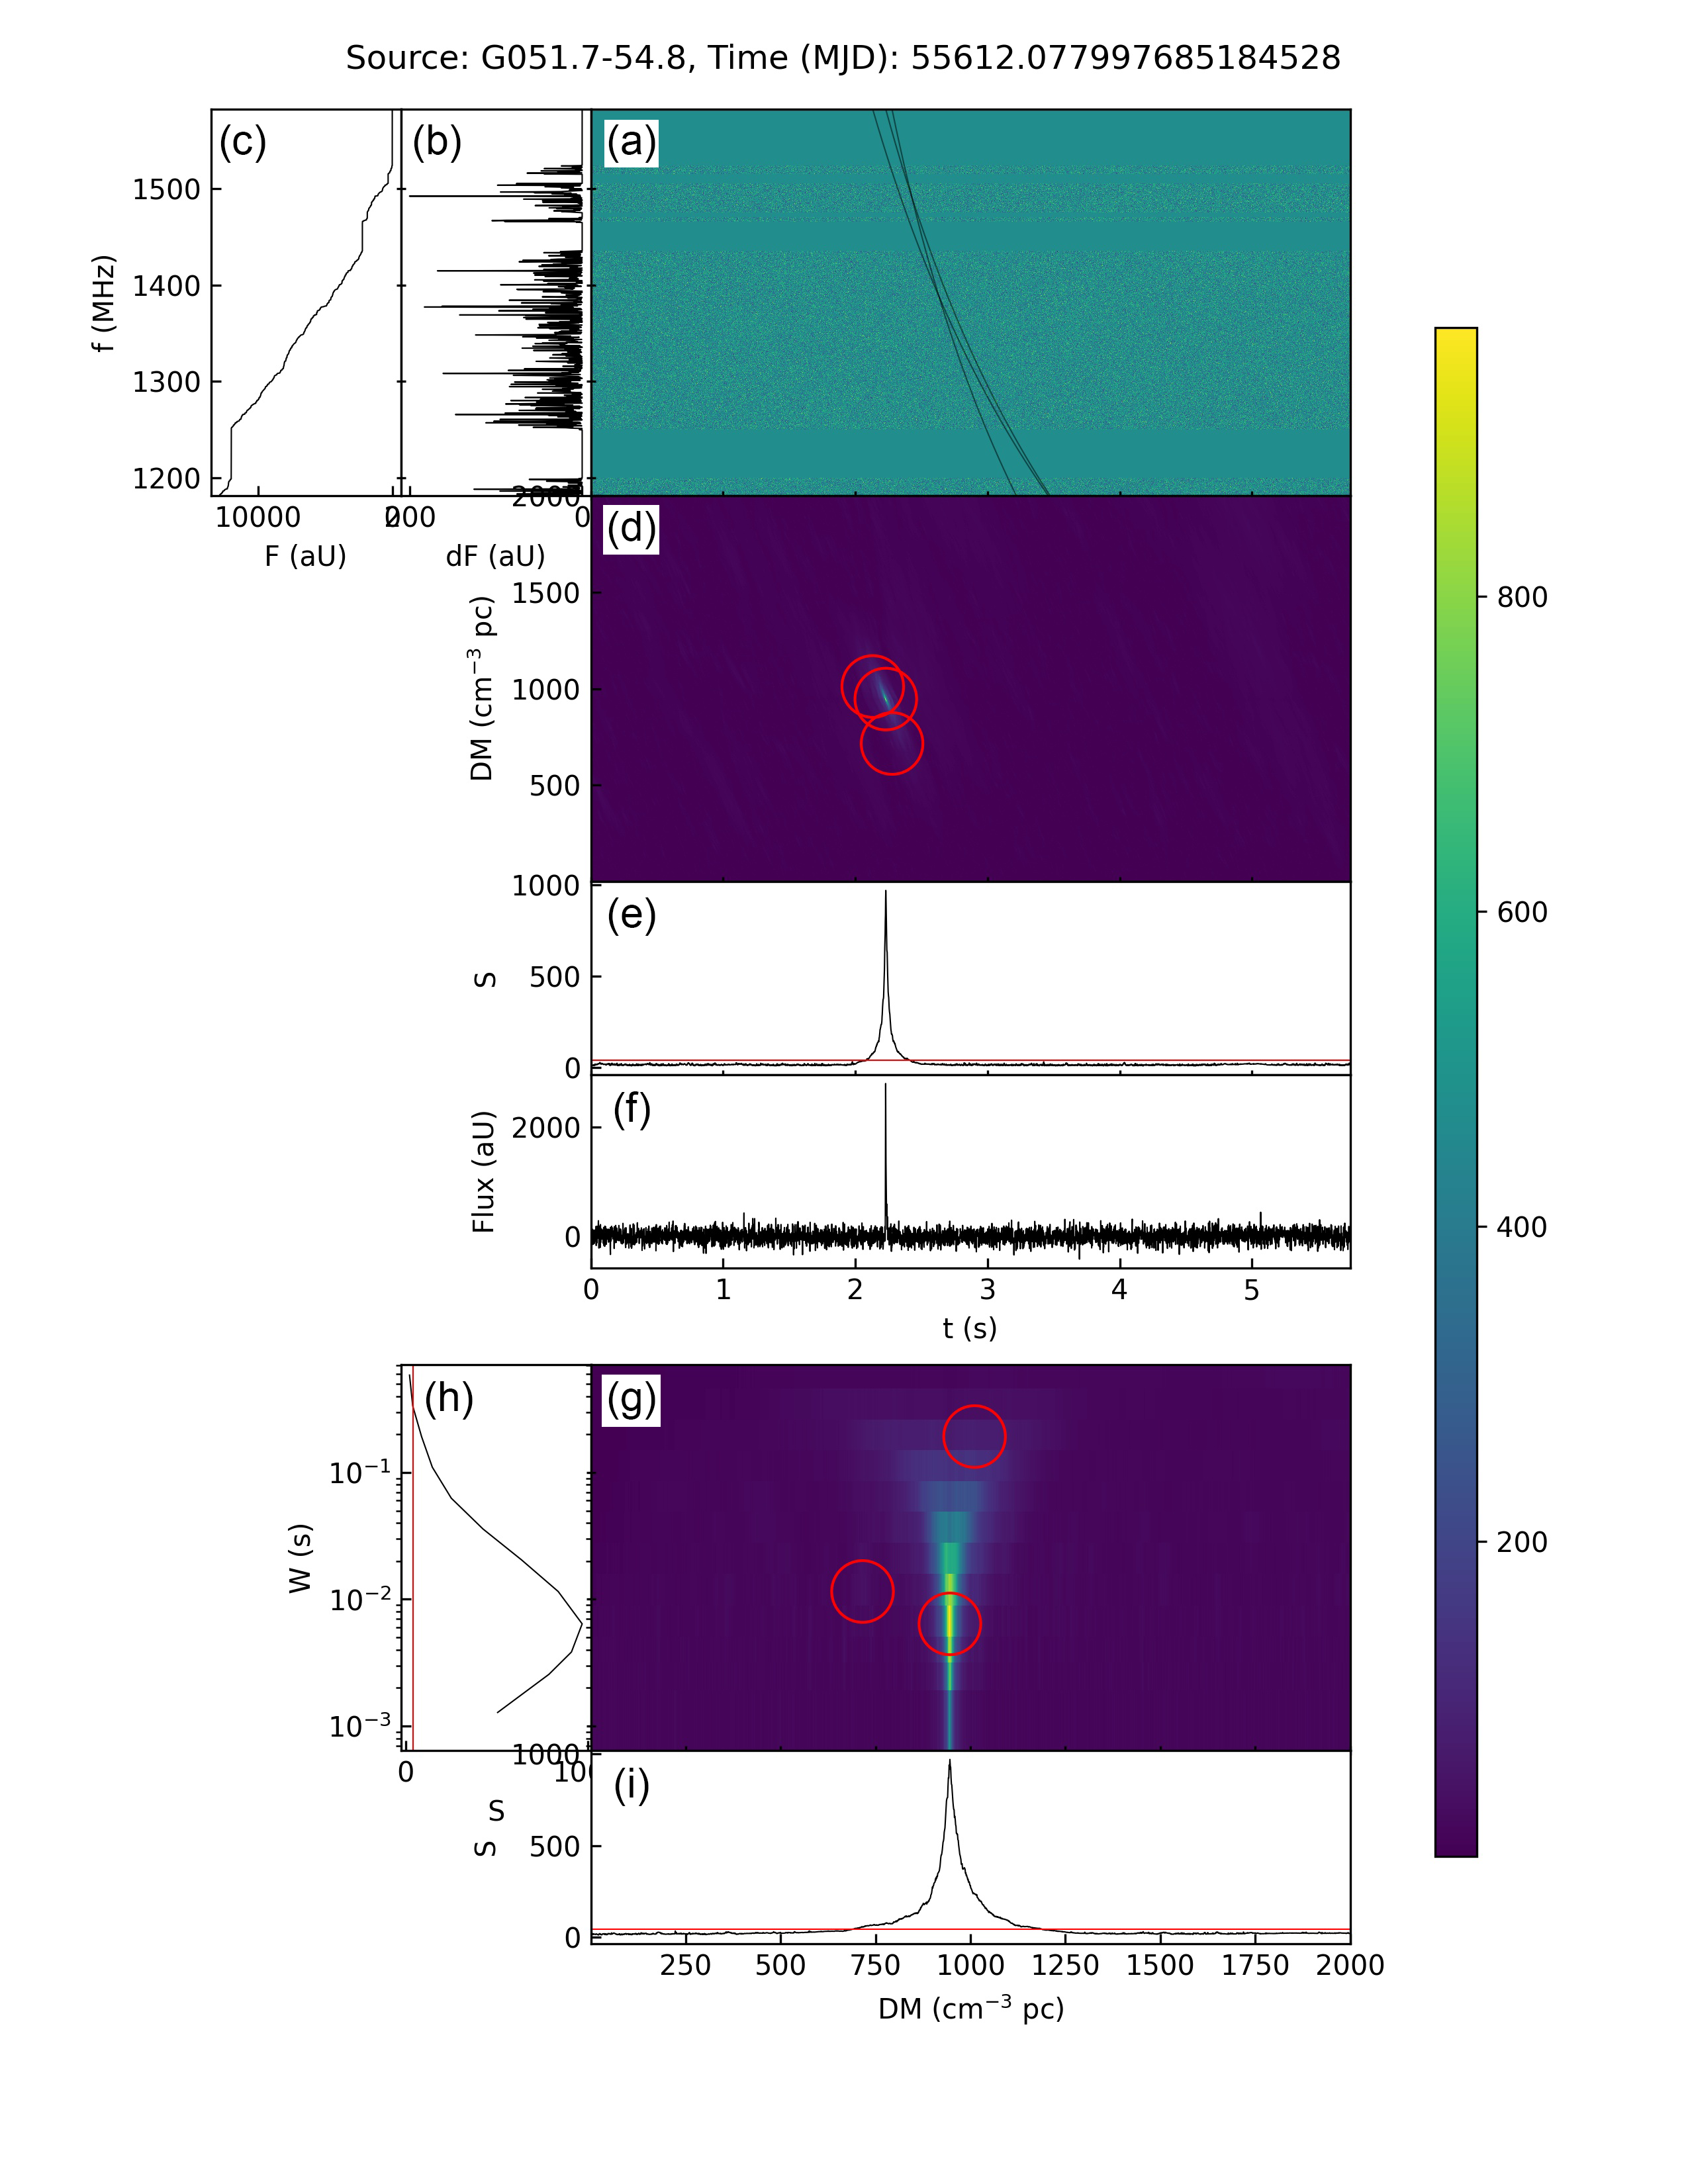 Source: G051.7-54.8, Time (MJD): 55612.077997685184528
(c)
(b)
(a)
f (MHz)
1500
1400
1300
1200
10000
0
F (aU)
200
0
dF (aU)
(d)
DM (cm⁻³ pc)
2000
1500
1000
500
(e)
S
1000
500
0
(f)
Flux (aU)
2000
0
0 1 2 3 4 5
t (s)
(h)
W (s)
10⁻¹
10⁻²
10⁻³
0
S
(g)
(i)
S
1000
500
0
250 500 750 1000 1250 1500 1750 2000
DM (cm⁻³ pc)
800
600
400
200